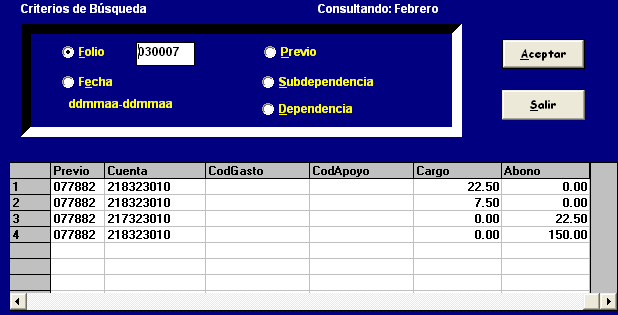 Criterios de Búsqueda Consultando: Febrero
Folio 030007 Previo
Fecha Subdependencia
ddmmaa-ddmmaa Dependencia
Aceptar
Salir
Previo Cuenta CodGasto CodApoyo Cargo Abono
1 077882 218323010 22.50 0.00
2 077882 218323010 7.50 0.00
3 077882 217323010 0.00 22.50
4 077882 218323010 0.00 150.00